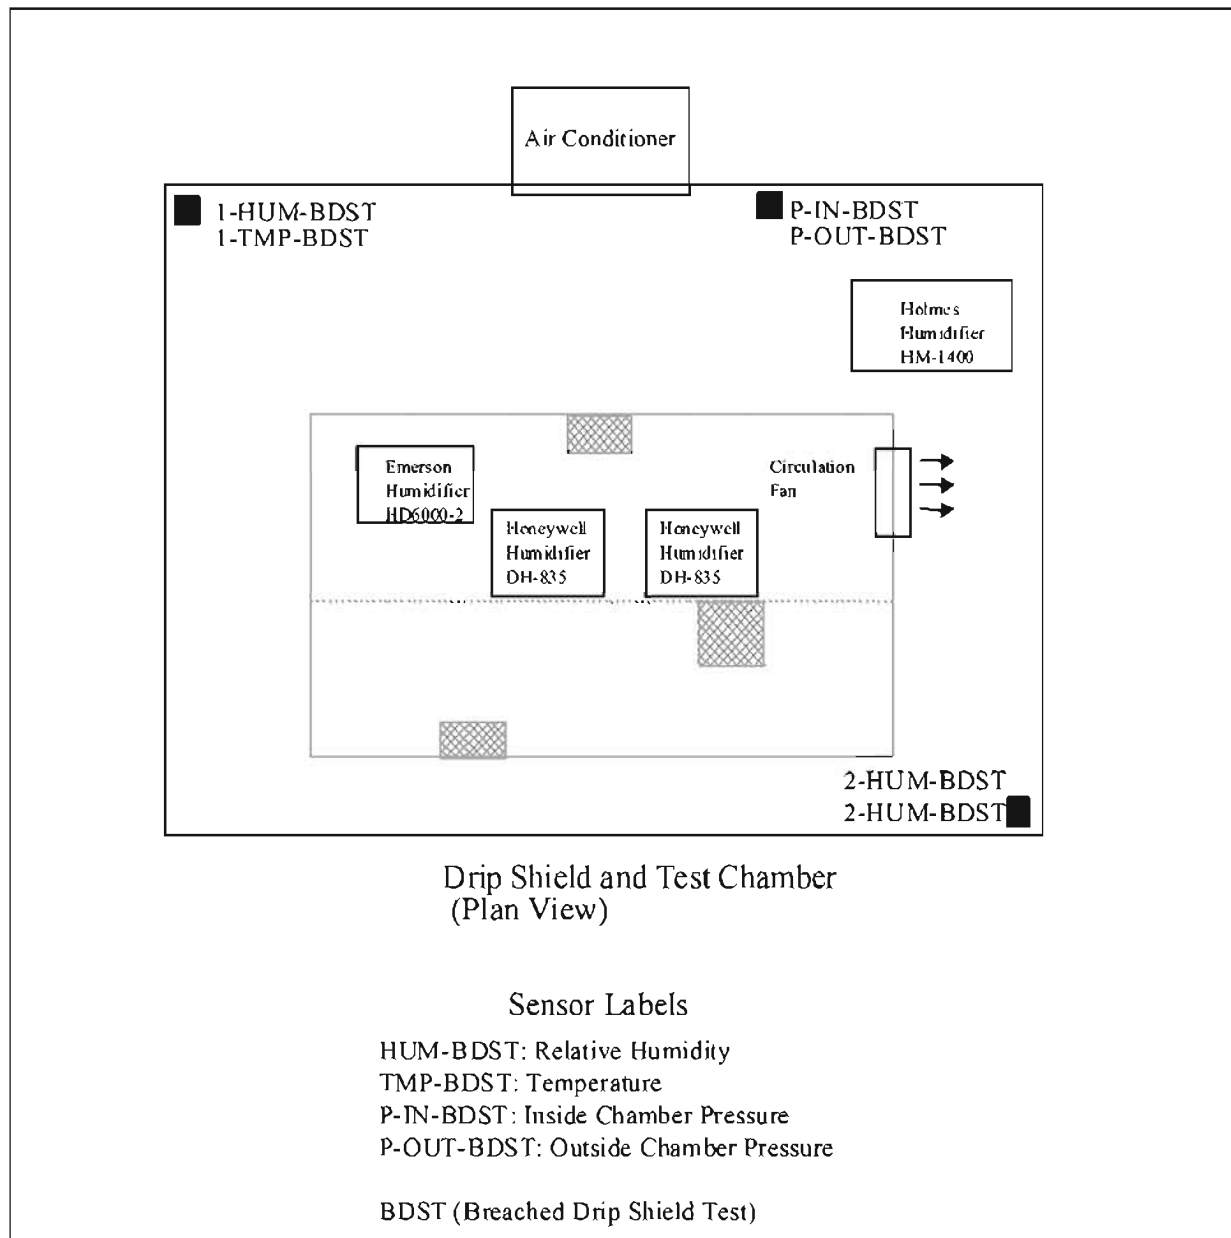 Air Conditioner
1-HUM-BDST
1-TMP-BDST
P-IN-BDST
P-OUT-BDST
Holmes
Humidifier
HM-1400
Emerson
Humidifier
HD6000-2
Circulation
Fan
Honeywell
Humidifier
DH-835
Honeywell
Humidifier
DH-835
2-HUM-BDST
2-HUM-BDST
Drip Shield and Test Chamber
(Plan View)
Sensor Labels
HUM-BDST: Relative Humidity
TMP-BDST: Temperature
P-IN-BDST: Inside Chamber Pressure
P-OUT-BDST: Outside Chamber Pressure
BDST (Breached Drip Shield Test)